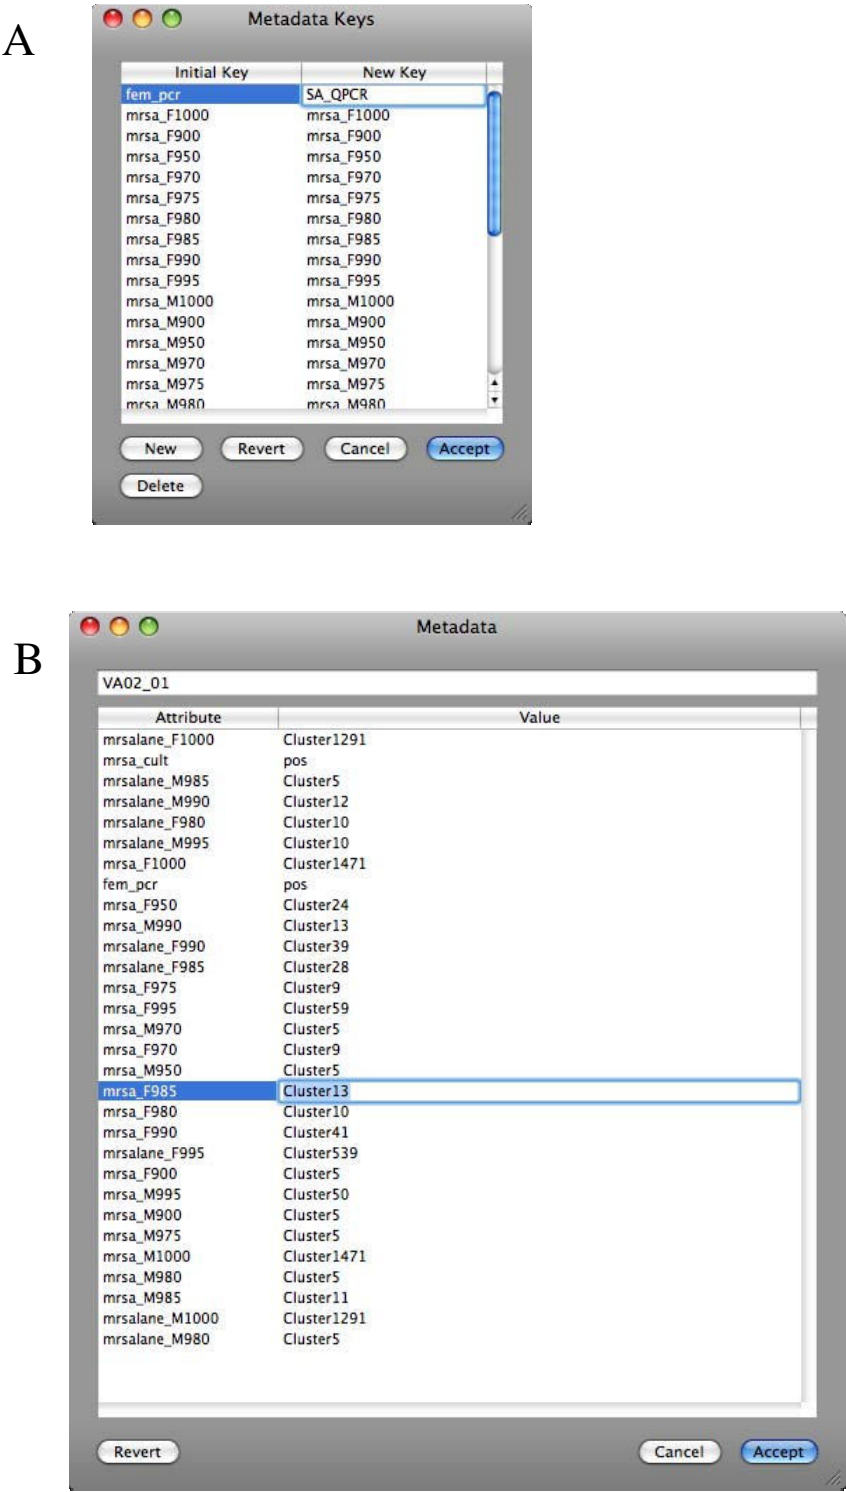 A
Metadata Keys
Initial Key New Key
fem_pcr SA_QPCR
mrsa_F1000 mrsa_F1000
mrsa_F900 mrsa_F900
mrsa_F950 mrsa_F950
mrsa_F970 mrsa_F970
mrsa_F975 mrsa_F975
mrsa_F980 mrsa_F980
mrsa_F985 mrsa_F985
mrsa_F990 mrsa_F990
mrsa_F995 mrsa_F995
mrsa_M1000 mrsa_M1000
mrsa_M900 mrsa_M900
mrsa_M950 mrsa_M950
mrsa_M970 mrsa_M970
mrsa_M975 mrsa_M975
mrsa_M980 mrsa_M980
New Revert Cancel Accept
Delete
B
Metadata
VA02_01
Attribute Value
mrsalane_F1000 Cluster1291
mrsa_cult pos
mrsalane_M985 Cluster5
mrsalane_M990 Cluster12
mrsalane_F980 Cluster10
mrsalane_M995 Cluster10
mrsa_F1000 Cluster1471
fem_pcr pos
mrsa_F950 Cluster24
mrsa_M990 Cluster13
mrsalane_F990 Cluster39
mrsalane_F985 Cluster28
mrsa_F975 Cluster9
mrsa_F995 Cluster59
mrsa_M970 Cluster5
mrsa_F970 Cluster9
mrsa_M950 Cluster5
mrsa_F985 Cluster13
mrsa_F980 Cluster10
mrsa_F990 Cluster41
mrsalane_F995 Cluster539
mrsa_F900 Cluster5
mrsa_M995 Cluster50
mrsa_M900 Cluster5
mrsa_M975 Cluster5
mrsa_M1000 Cluster1471
mrsa_M980 Cluster5
mrsa_M985 Cluster11
mrsalane_M1000 Cluster1291
mrsalane_M980 Cluster5
Revert Cancel Accept